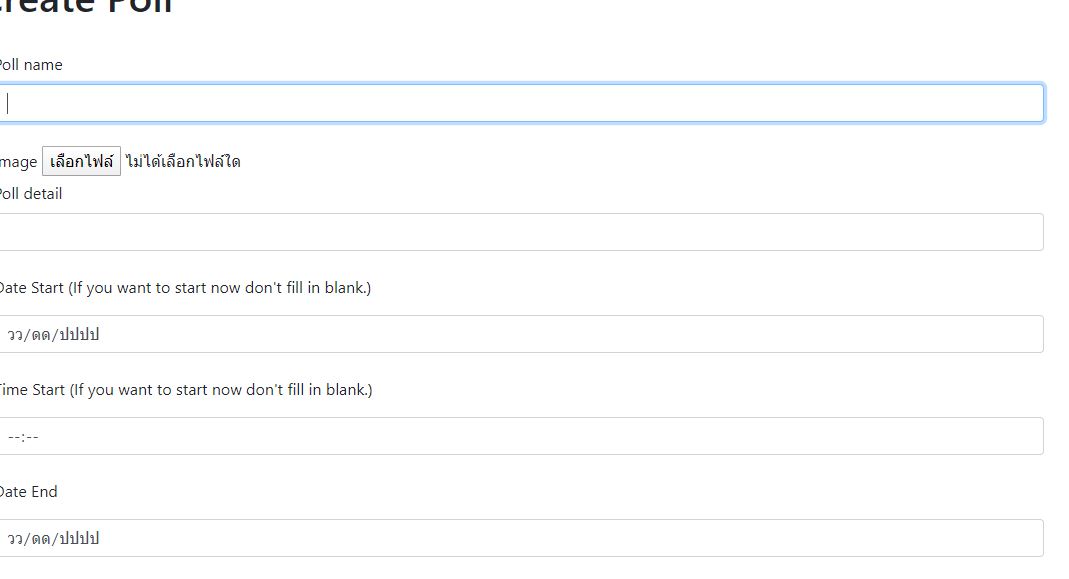 Create Poll
Poll name
Image เลือกไฟล์ ไม่ได้เลือกไฟล์ใด
Poll detail
Date Start (If you want to start now don't fill in blank.)
วว/ดด/ปปปป
Time Start (If you want to start now don't fill in blank.)
--:--
Date End
วว/ดด/ปปปป